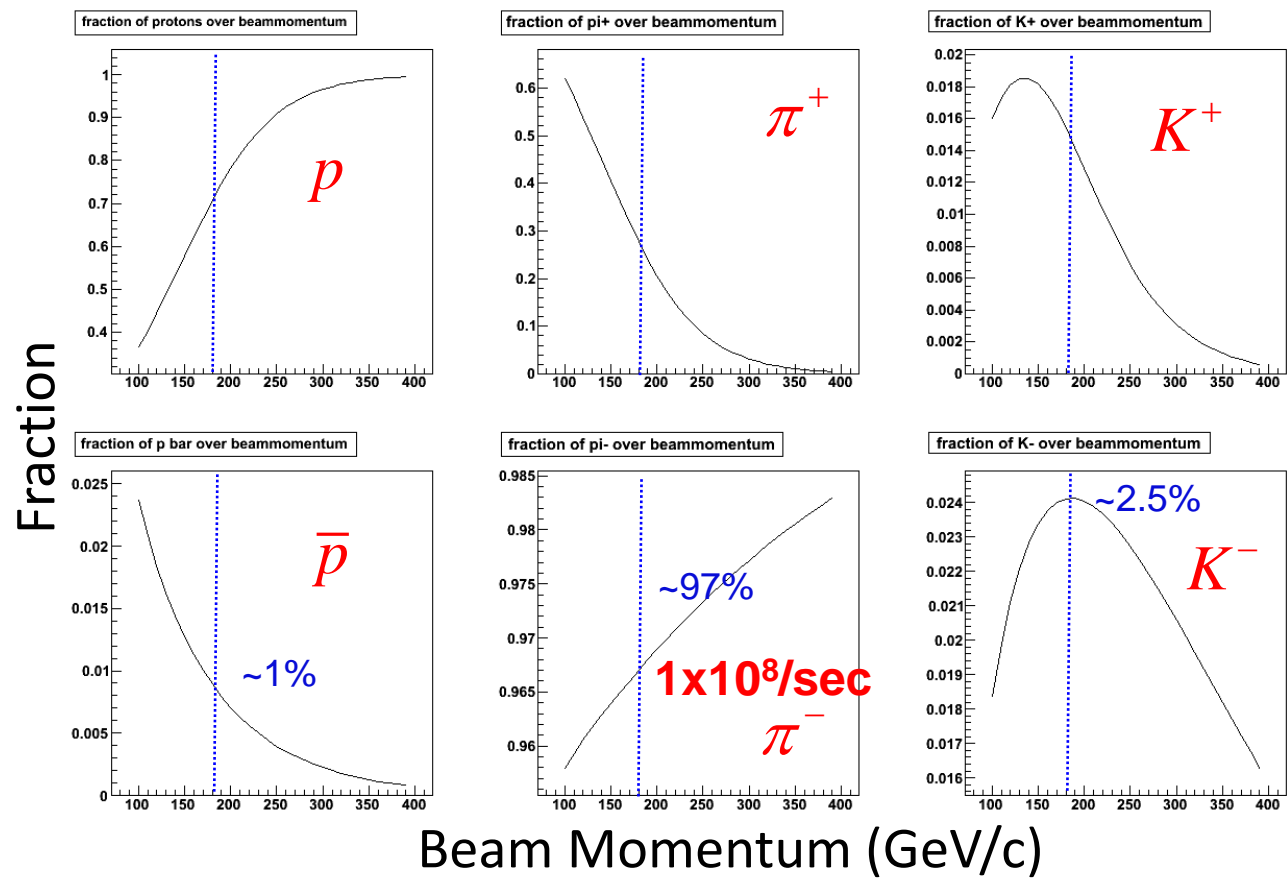 fraction of protons over beammomentum
1
0.9
0.8
0.7
0.6
0.5
0.4
100 150 200 250 300 350 400
p
fraction of pi+ over beammomentum
0.6
0.5
0.4
0.3
0.2
0.1
0
100 150 200 250 300 350 400
π⁺
fraction of K+ over beammomentum
0.02
0.018
0.016
0.014
0.012
0.01
0.008
0.006
0.004
0.002
0
100 150 200 250 300 350 400
K⁺
Fraction
fraction of p bar over beammomentum
0.025
0.02
0.015
0.01
0.005
0
100 150 200 250 300 350 400
p̅
~1%
fraction of pi- over beammomentum
0.985
0.98
0.975
0.97
0.965
0.96
100 150 200 250 300 350 400
~97%
1x10⁸/sec
π⁻
fraction of K- over beammomentum
0.024
0.023
0.022
0.021
0.02
0.019
0.018
0.017
0.016
100 150 200 250 300 350 400
~2.5%
K⁻
Beam Momentum (GeV/c)